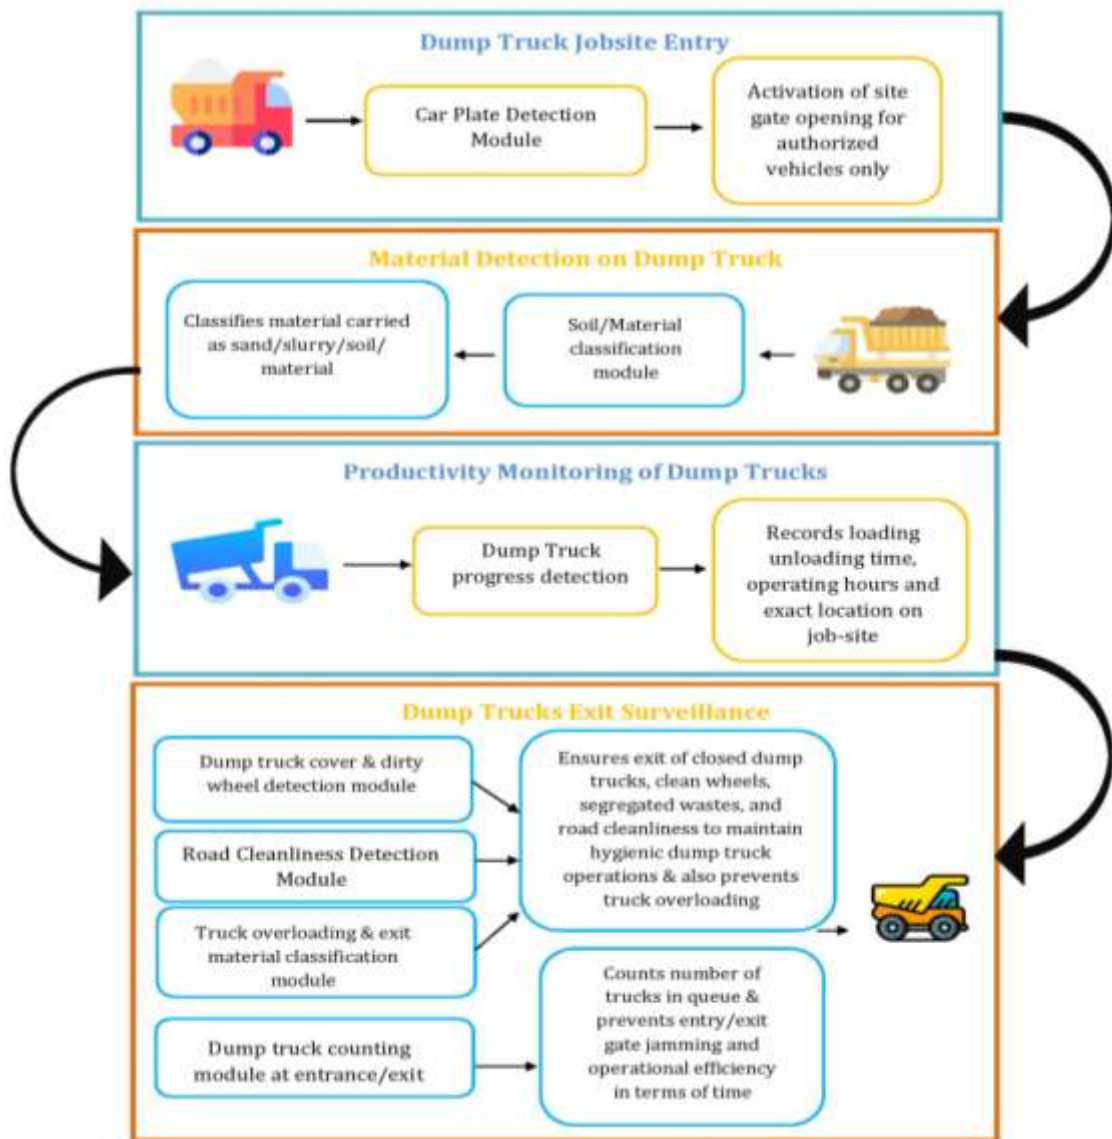 Dump Truck Jobsite Entry
Car Plate Detection
Module
Activation of site
gate opening for
authorized
vehicles only
Material Detection on Dump Truck
Classifies material carried
as sand/slurry/soil/
material
Soil/Material
classification
module
Productivity Monitoring of Dump Trucks
Dump Truck
progress detection
Records loading
unloading time,
operating hours and
exact location on
job-site
Dump Trucks Exit Surveillance
Dump truck cover & dirty
wheel detection module
Road Cleanliness Detection
Module
Truck overloading & exit
material classification
module
Dump truck counting
module at entrance/exit
Ensures exit of closed dump
trucks, clean wheels,
segregated wastes, and
road cleanliness to maintain
hygienic dump truck
operations & also prevents
truck overloading
Counts number of
trucks in queue &
prevents entry/exit
gate jamming and
operational efficiency
in terms of time